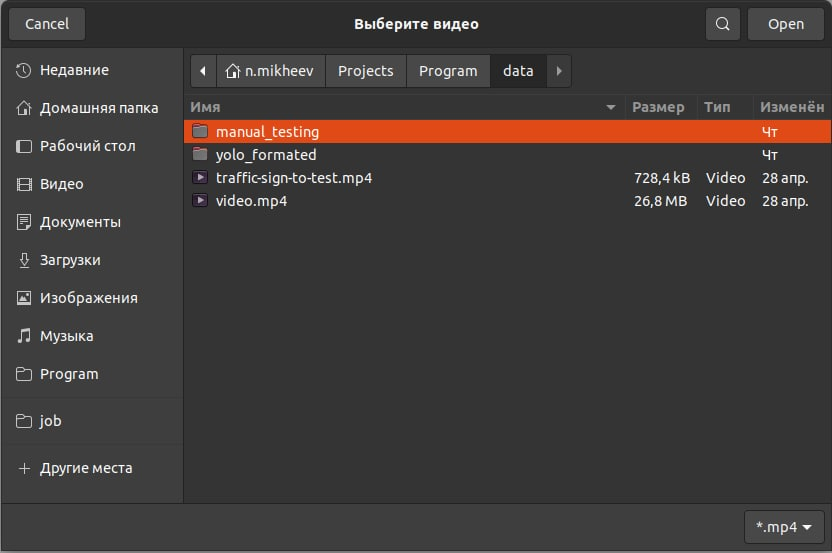 Cancel
Выберите видео
Open
Недавние
Домашняя папка
Рабочий стол
Видео
Документы
Загрузки
Изображения
Музыка
Program
job
Другие места
n.mikheev Projects Program data
Имя Размер Тип Изменён
manual_testing Чт
yolo_formated Чт
traffic-sign-to-test.mp4 728,4 kB Video 28 апр.
video.mp4 26,8 MB Video 28 апр.
*.mp4